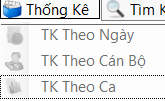 Thống Kê Tìm K
TK Theo Ngày
TK Theo Cán Bộ
TK Theo Ca